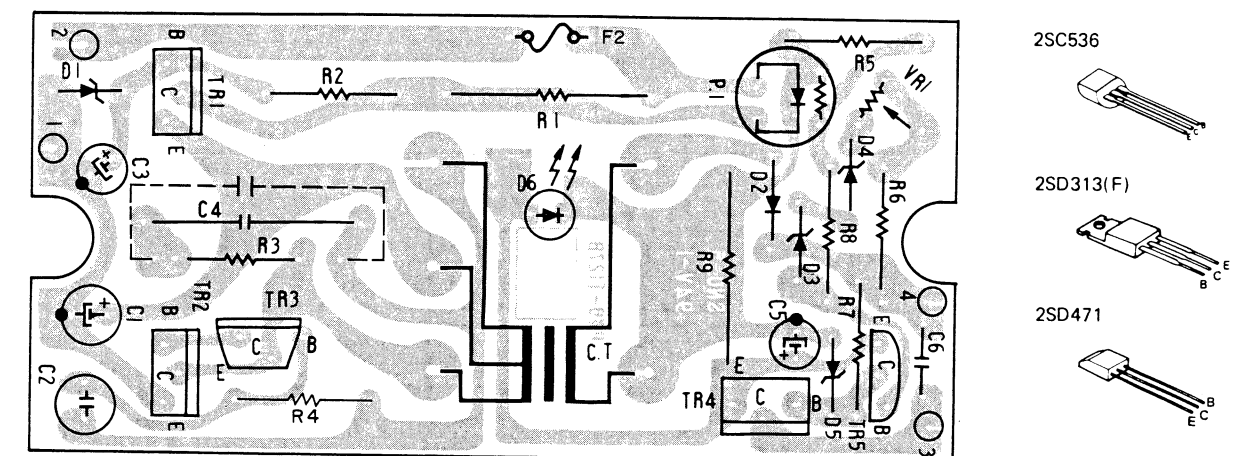 2
B
D1
C
TR1
E
R2
F2
R1
P.I
R5
VR1
2SC536
1
C3
C4
R3
D6
D2
D4
R6
R8
R9
D3
2SD313(F)
E
C
B
C1
B
TR2
TR3
C
B
E
C
E
C2
R4
C.T
C5
R7
4
E
C
B
C6
E
TR4
C
B
D5
TR5
3
2SD471
B
C
E